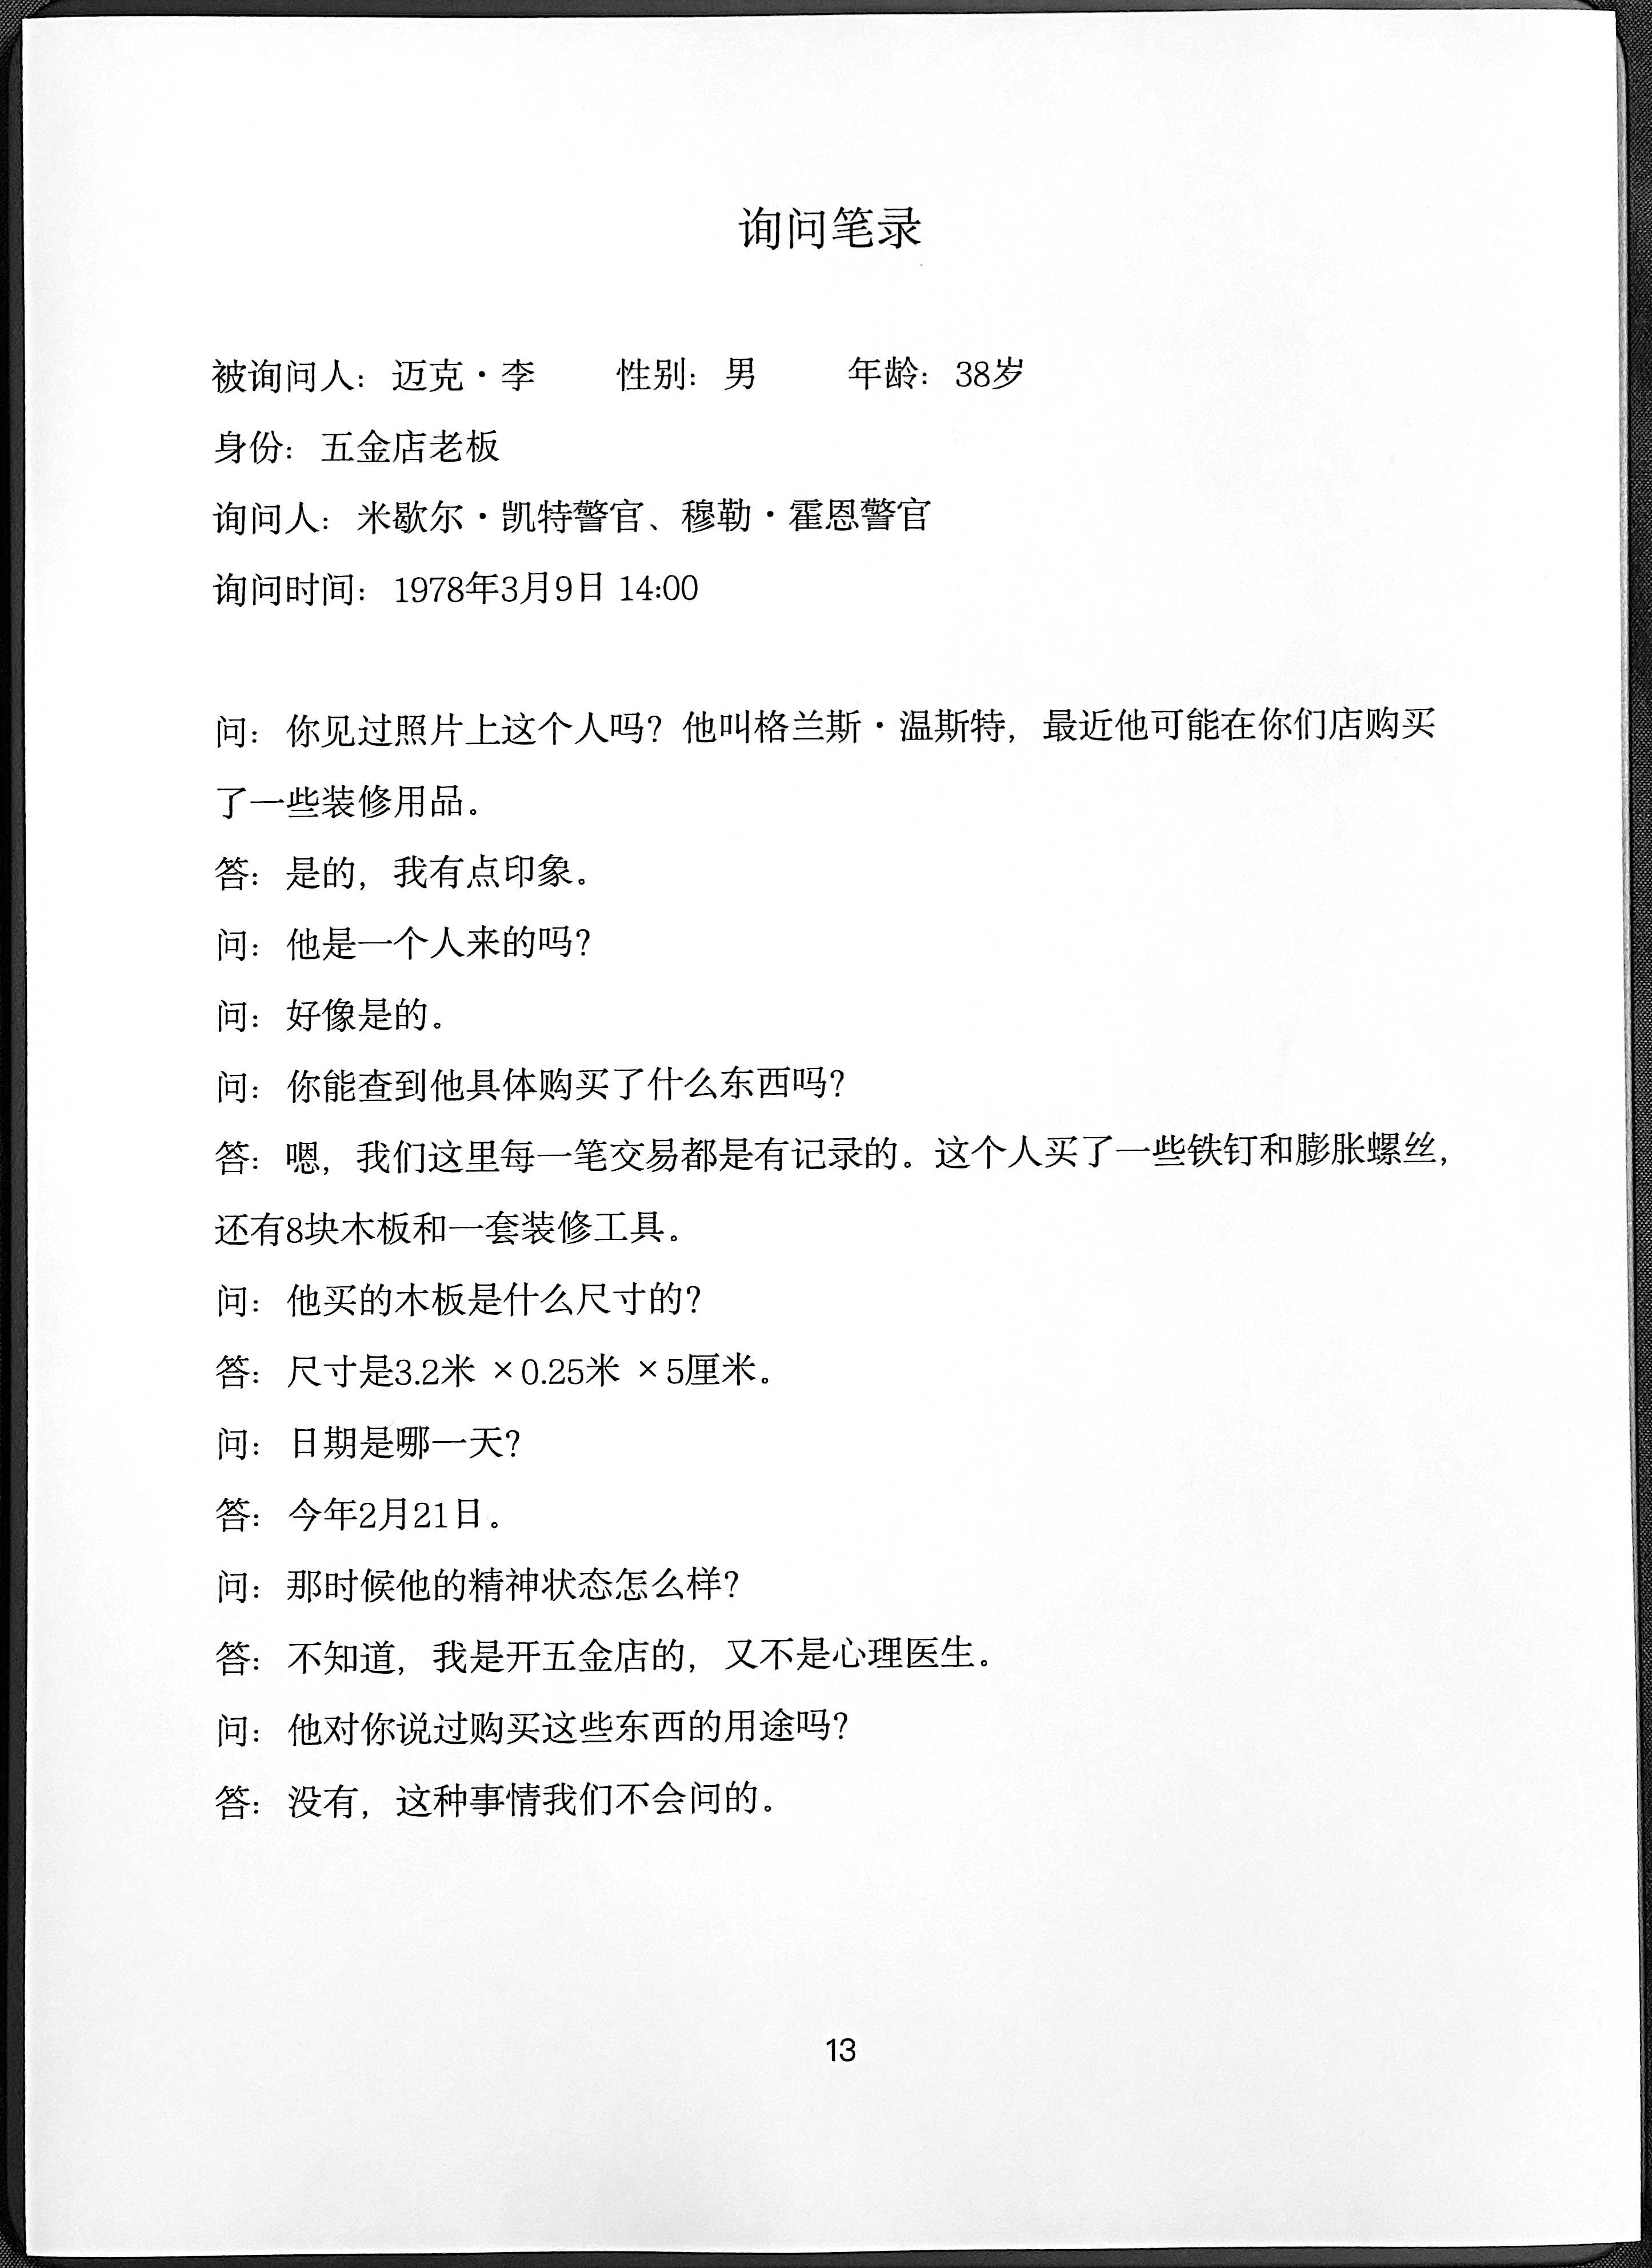 询问笔录
被询问人：迈克·李 性别：男 年龄：38岁
身份：五金店老板
询问人：米歇尔·凯特警官、穆勒·霍恩警官
询问时间：1978年3月9日 14:00
问：你见过照片上这个人吗？他叫格兰斯·温斯特，最近他可能在你们店购买
了一些装修用品。
答：是的，我有点印象。
问：他是一个人来的吗？
问：好像是的。
问：你能查到他具体购买了什么东西吗？
答：嗯，我们这里每一笔交易都是有记录的。这个人买了一些铁钉和膨胀螺丝，
还有8块木板和一套装修工具。
问：他买的木板是什么尺寸的？
答：尺寸是3.2米 ×0.25米 ×5厘米。
问：日期是哪一天？
答：今年2月21日。
问：那时候他的精神状态怎么样？
答：不知道，我是开五金店的，又不是心理医生。
问：他对你说过购买这些东西的用途吗？
答：没有，这种事情我们不会问的。
13